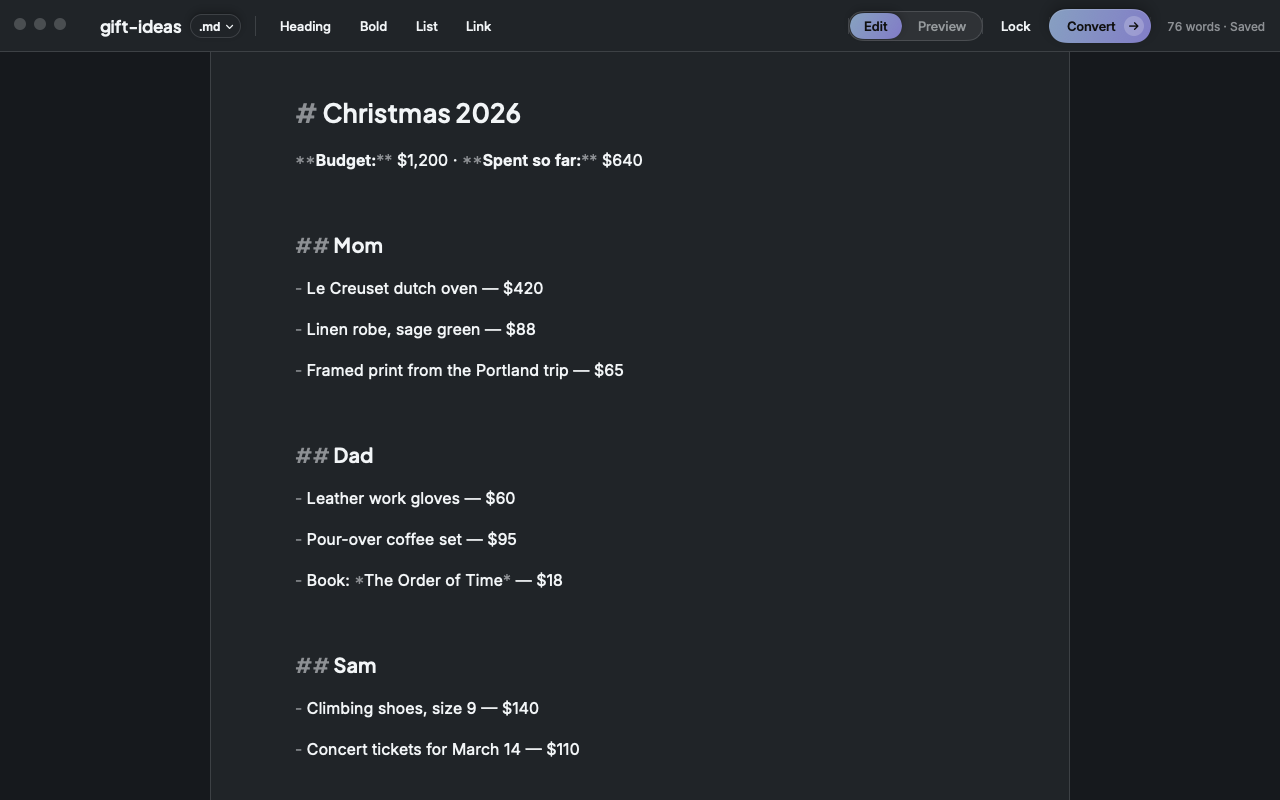 gift-ideas .md Heading Bold List Link Edit Preview Lock Convert 76 words · Saved
# Christmas 2026
**Budget:** $1,200 · **Spent so far:** $640
## Mom
- Le Creuset dutch oven — $420
- Linen robe, sage green — $88
- Framed print from the Portland trip — $65
## Dad
- Leather work gloves — $60
- Pour-over coffee set — $95
- Book: *The Order of Time* — $18
## Sam
- Climbing shoes, size 9 — $140
- Concert tickets for March 14 — $110